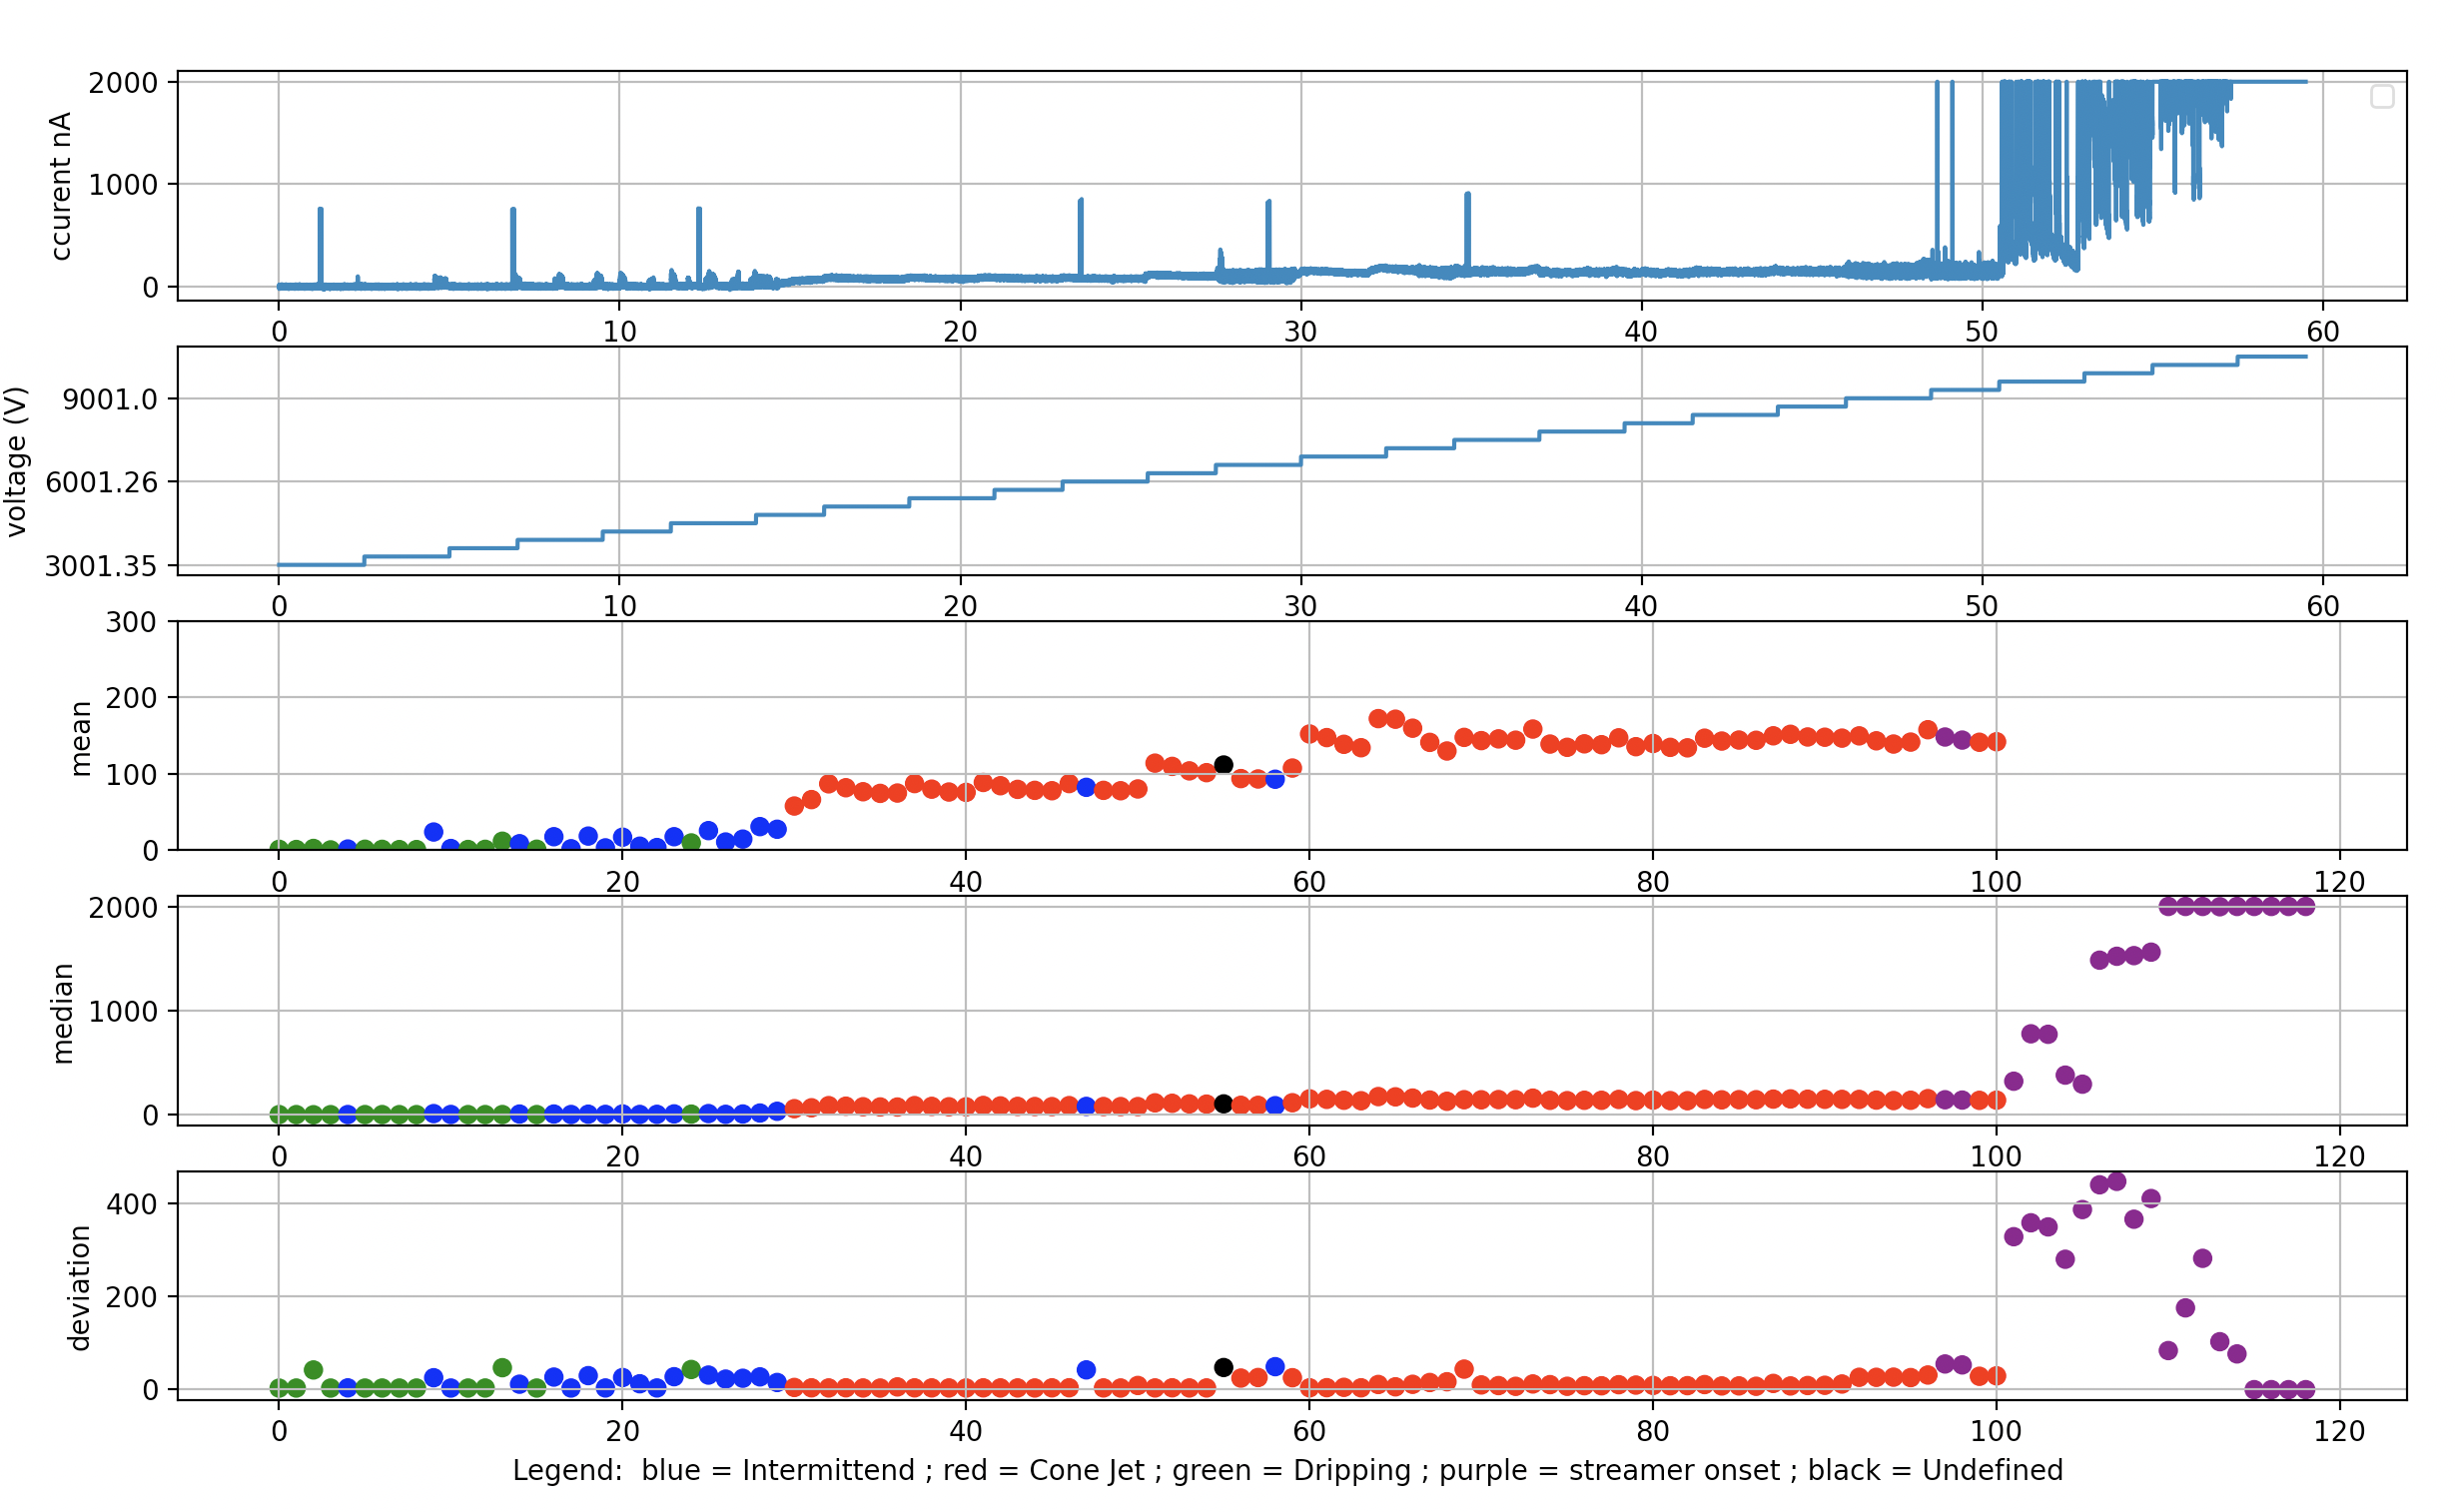 2000
1000
0
ccurent nA
0 10 20 30 40 50 60
9001.0
6001.26
3001.35
voltage (V)
0 10 20 30 40 50 60
300
200
100
0
mean
0 20 40 60 80 100 120
2000
1000
0
median
0 20 40 60 80 100 120
400
200
0
deviation
0 20 40 60 80 100 120
Legend:  blue = Intermittend ; red = Cone Jet ; green = Dripping ; purple = streamer onset ; black = Undefined